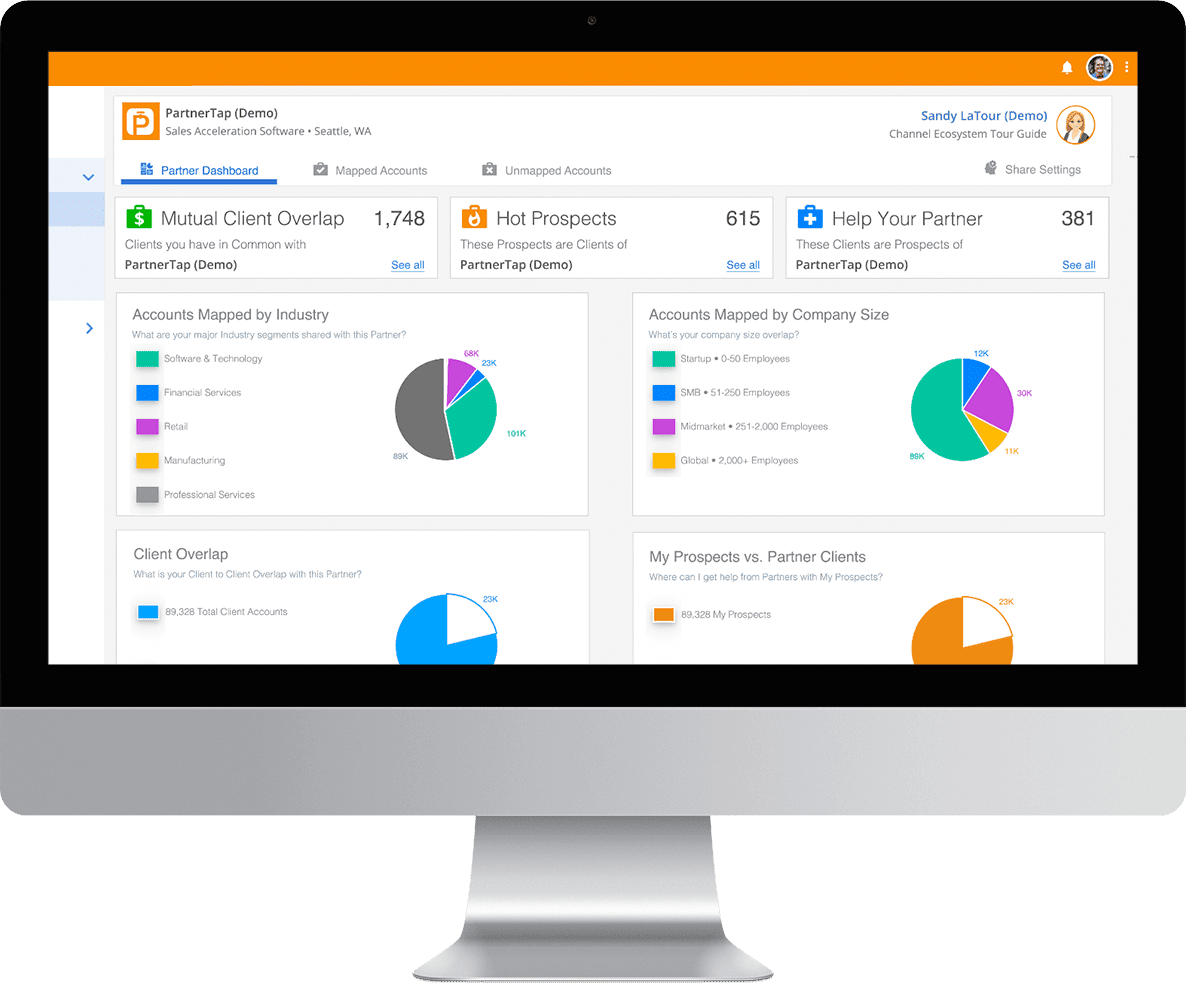 PartnerTap (Demo)
Sales Acceleration Software • Seattle, WA
Sandy LaTour (Demo)
Channel Ecosystem Tour Guide
Partner Dashboard
Mapped Accounts
Unmapped Accounts
Share Settings
Mutual Client Overlap 1,748
Clients you have in Common with
PartnerTap (Demo) See all
Hot Prospects 615
These Prospects are Clients of
PartnerTap (Demo) See all
Help Your Partner 381
These Clients are Prospects of
PartnerTap (Demo) See all
Accounts Mapped by Industry
What are your major Industry segments shared with this Partner?
Software & Technology
Financial Services
Retail
Manufacturing
Professional Services
68K
23K
101K
89K
Accounts Mapped by Company Size
What's your company size overlap?
Startup • 0-50 Employees
SMB • 51-250 Employees
Midmarket • 251-2,000 Employees
Global • 2,000+ Employees
12K
30K
11K
89K
Client Overlap
What is your Client to Client Overlap with this Partner?
89,328 Total Client Accounts
23K
My Prospects vs. Partner Clients
Where can I get help from Partners with My Prospects?
89,328 My Prospects
23K